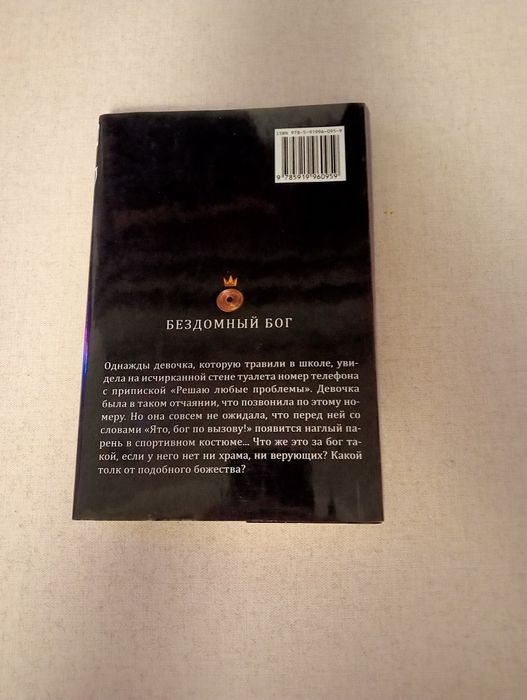 ISBN 978-5-91996-095-9
9 785919 960959
БЕЗДОМНЫЙ БОГ
Однажды девочка, которую травили в школе, уви-
дела на исчирканной стене туалета номер телефона
с припиской «Решаю любые проблемы». Девочка
была в таком отчаянии, что позвонила по этому но-
меру. Но она совсем не ожидала, что перед ней со
словами «Ято, бог по вызову!» появится наглый па-
рень в спортивном костюме... Что же это за бог та-
кой, если у него нет ни храма, ни верующих? Какой
толк от подобного божества?